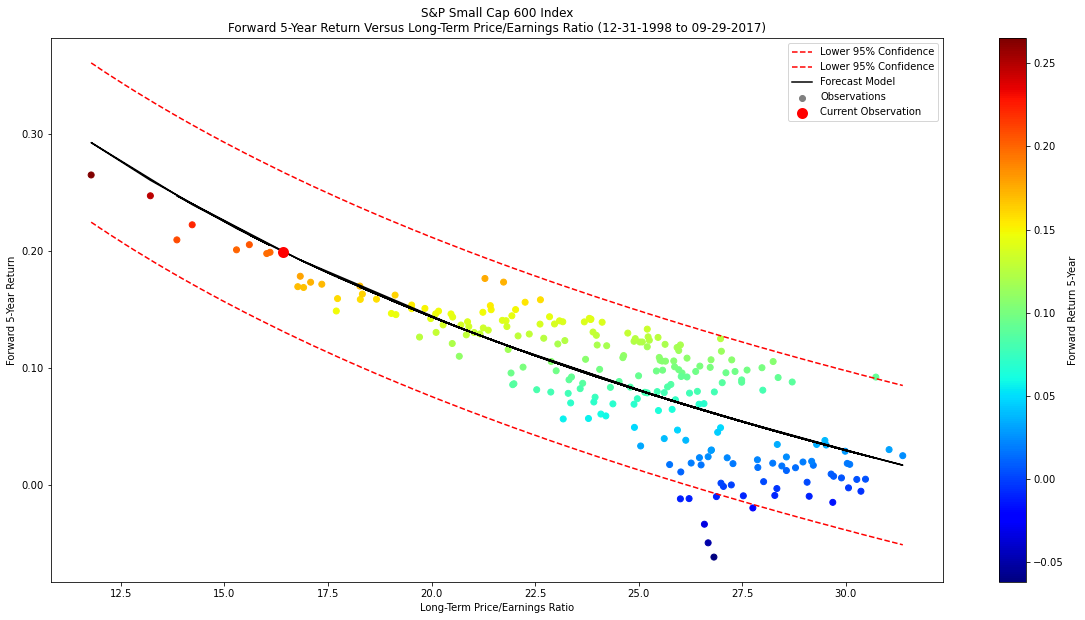 S&P Small Cap 600 Index
Forward 5-Year Return Versus Long-Term Price/Earnings Ratio (12-31-1998 to 09-29-2017)
Lower 95% Confidence
Lower 95% Confidence
Forecast Model
Observations
Current Observation
Forward 5-Year Return
0.30
0.20
0.10
0.00
12.5 15.0 17.5 20.0 22.5 25.0 27.5 30.0
Long-Term Price/Earnings Ratio
0.25
0.20
0.15
0.10
0.05
0.00
−0.05
Forward Return 5-Year